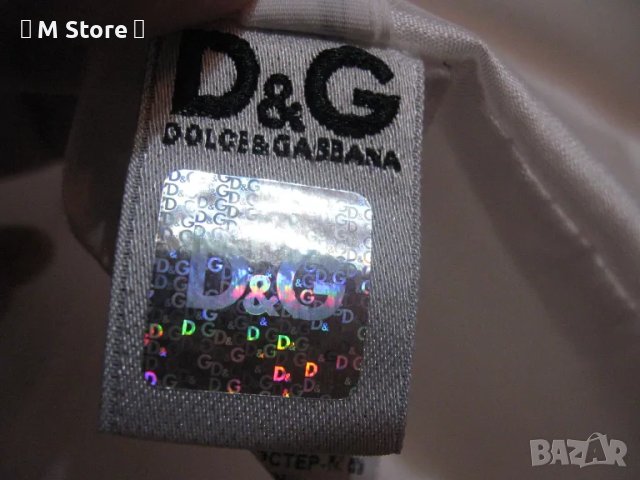 𓆩 M Store 𓆪
D&G
DOLCE&GABBANA
D&G
BAZAR